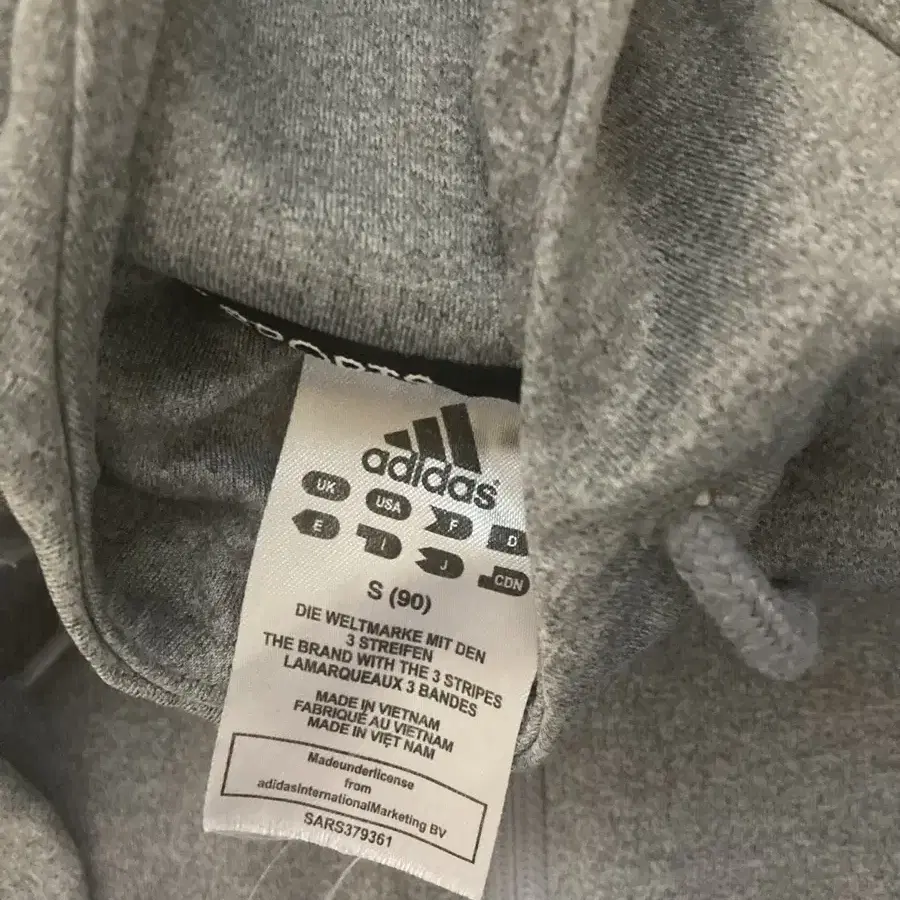 SPORTS
adidas
UK USA F D
E I J CDN
S (90)
DIE WELTMARKE MIT DEN
3 STREIFEN
THE BRAND WITH THE 3 STRIPES
LAMARQUEAUX 3 BANDES
MADE IN VIETNAM
FABRIQUÉ AU VIETNAM
MADE IN VIỆT NAM
Madeunderlicense
from
adidasInternationalMarketing BV
SARS379361